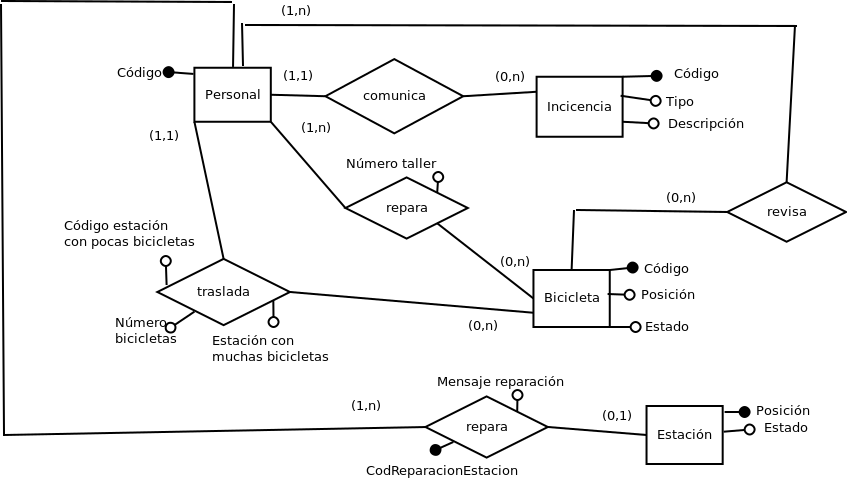 (1,n)
Código
Personal
(1,1)
comunica
(0,n)
Código
Incicencia
Tipo
Descripción
(1,1)
(1,n)
Número taller
repara
(0,n)
revisa
Código estación
con pocas bicicletas
traslada
Número
bicicletas
Estación con
muchas bicicletas
(0,n)
(0,n)
Bicicleta
Código
Posición
Estado
Mensaje reparación
(1,n)
repara
(0,1)
Estación
Posición
Estado
CodReparacionEstacion